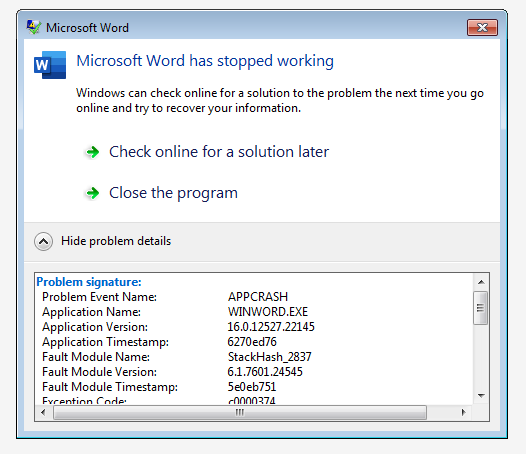 Microsoft Word
W
Microsoft Word has stopped working
Windows can check online for a solution to the problem the next time you go
online and try to recover your information.
Check online for a solution later
Close the program
Hide problem details
Problem signature:
Problem Event Name: APPCRASH
Application Name: WINWORD.EXE
Application Version: 16.0.12527.22145
Application Timestamp: 6270ed76
Fault Module Name: StackHash_2837
Fault Module Version: 6.1.7601.24545
Fault Module Timestamp: 5e0eb751
Exception Code: c0000374